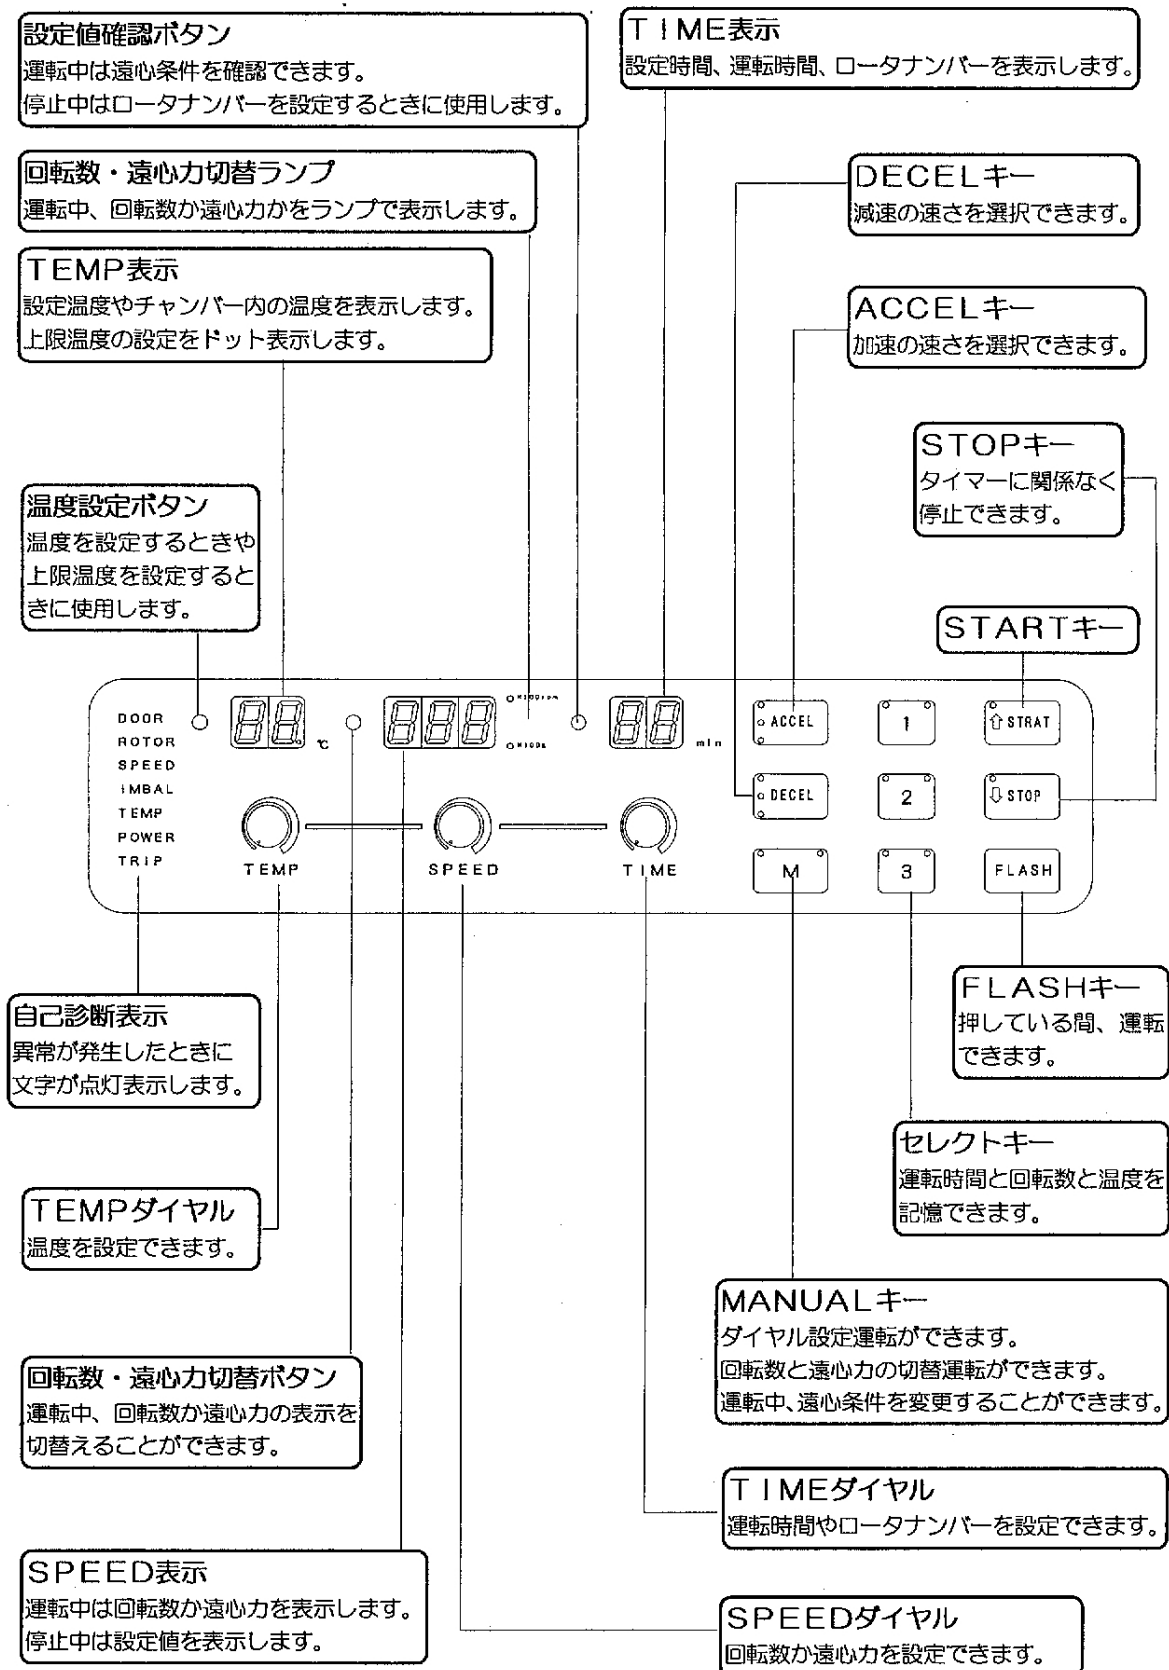 設定値確認ボタン
運転中は遠心条件を確認できます。
停止中はロータナンバーを設定するときに使用します。
TIME表示
設定時間、運転時間、ロータナンバーを表示します。
回転数・遠心力切替ランプ
運転中、回転数か遠心力かをランプで表示します。
DECELキー
減速の速さを選択できます。
TEMP表示
設定温度やチャンバー内の温度を表示します。
上限温度の設定をドット表示します。
ACCELキー
加速の速さを選択できます。
STOPキー
タイマーに関係なく
停止できます。
温度設定ボタン
温度を設定するときや
上限温度を設定すると
きに使用します。
STARTキー
DOOR
ROTOR
SPEED
IMBAL
TEMP
POWER
TRIP
88
℃
888
×100rpm
×100G
88
min
TEMP
SPEED
TIME
ACCEL
1
⇧STRAT
DECEL
2
⇩STOP
M
3
FLASH
自己診断表示
異常が発生したときに
文字が点灯表示します。
FLASHキー
押している間、運転
できます。
セレクトキー
運転時間と回転数と温度を
記憶できます。
TEMPダイヤル
温度を設定できます。
MANUALキー
ダイヤル設定運転ができます。
回転数と遠心力の切替運転ができます。
運転中、遠心条件を変更することができます。
回転数・遠心力切替ボタン
運転中、回転数か遠心力の表示を
切替えることができます。
TIMEダイヤル
運転時間やロータナンバーを設定できます。
SPEED表示
運転中は回転数か遠心力を表示します。
停止中は設定値を表示します。
SPEEDダイヤル
回転数か遠心力を設定できます。